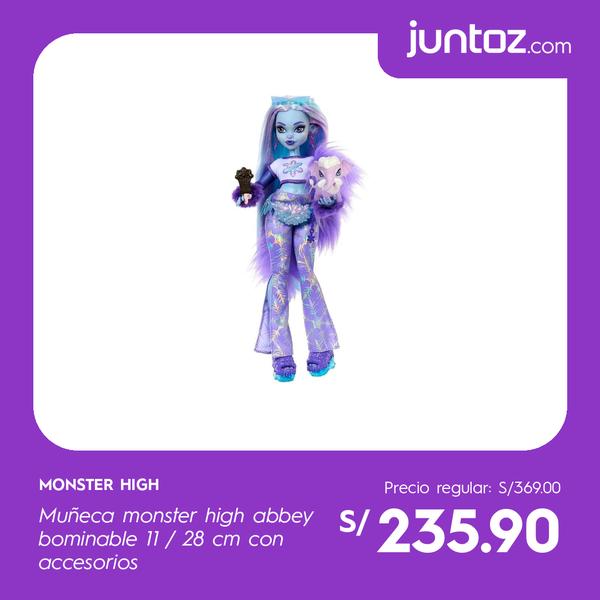 juntoz.com
MONSTER HIGH
Muñeca monster high abbey
bominable 11 / 28 cm con
accesorios
Precio regular: S/369.00
S/235.90